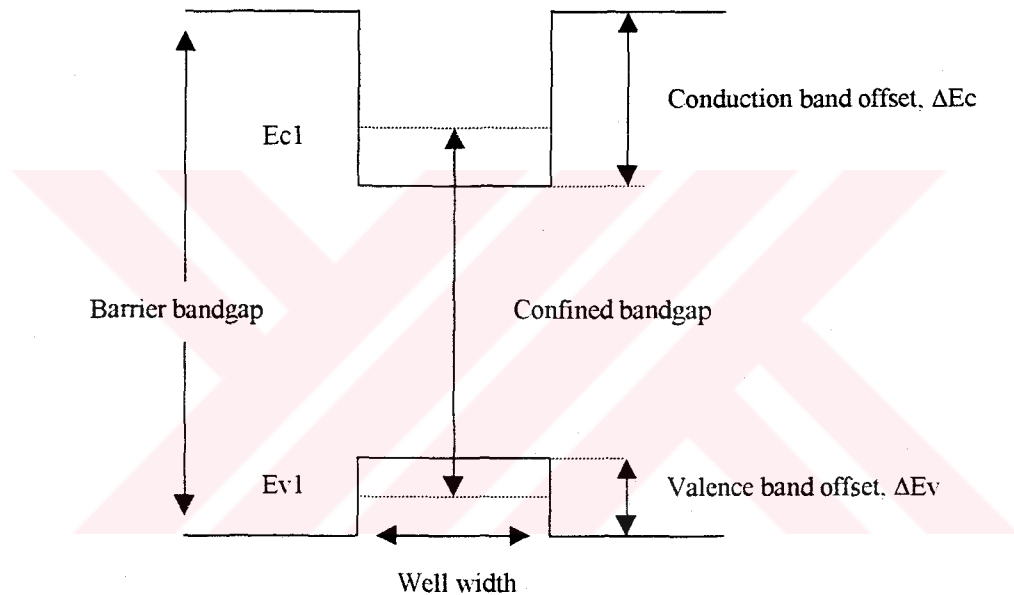 Conduction band offset, ΔEc
Ec1
Barrier bandgap
Confined bandgap
Ev1
Valence band offset, ΔEv
Well width